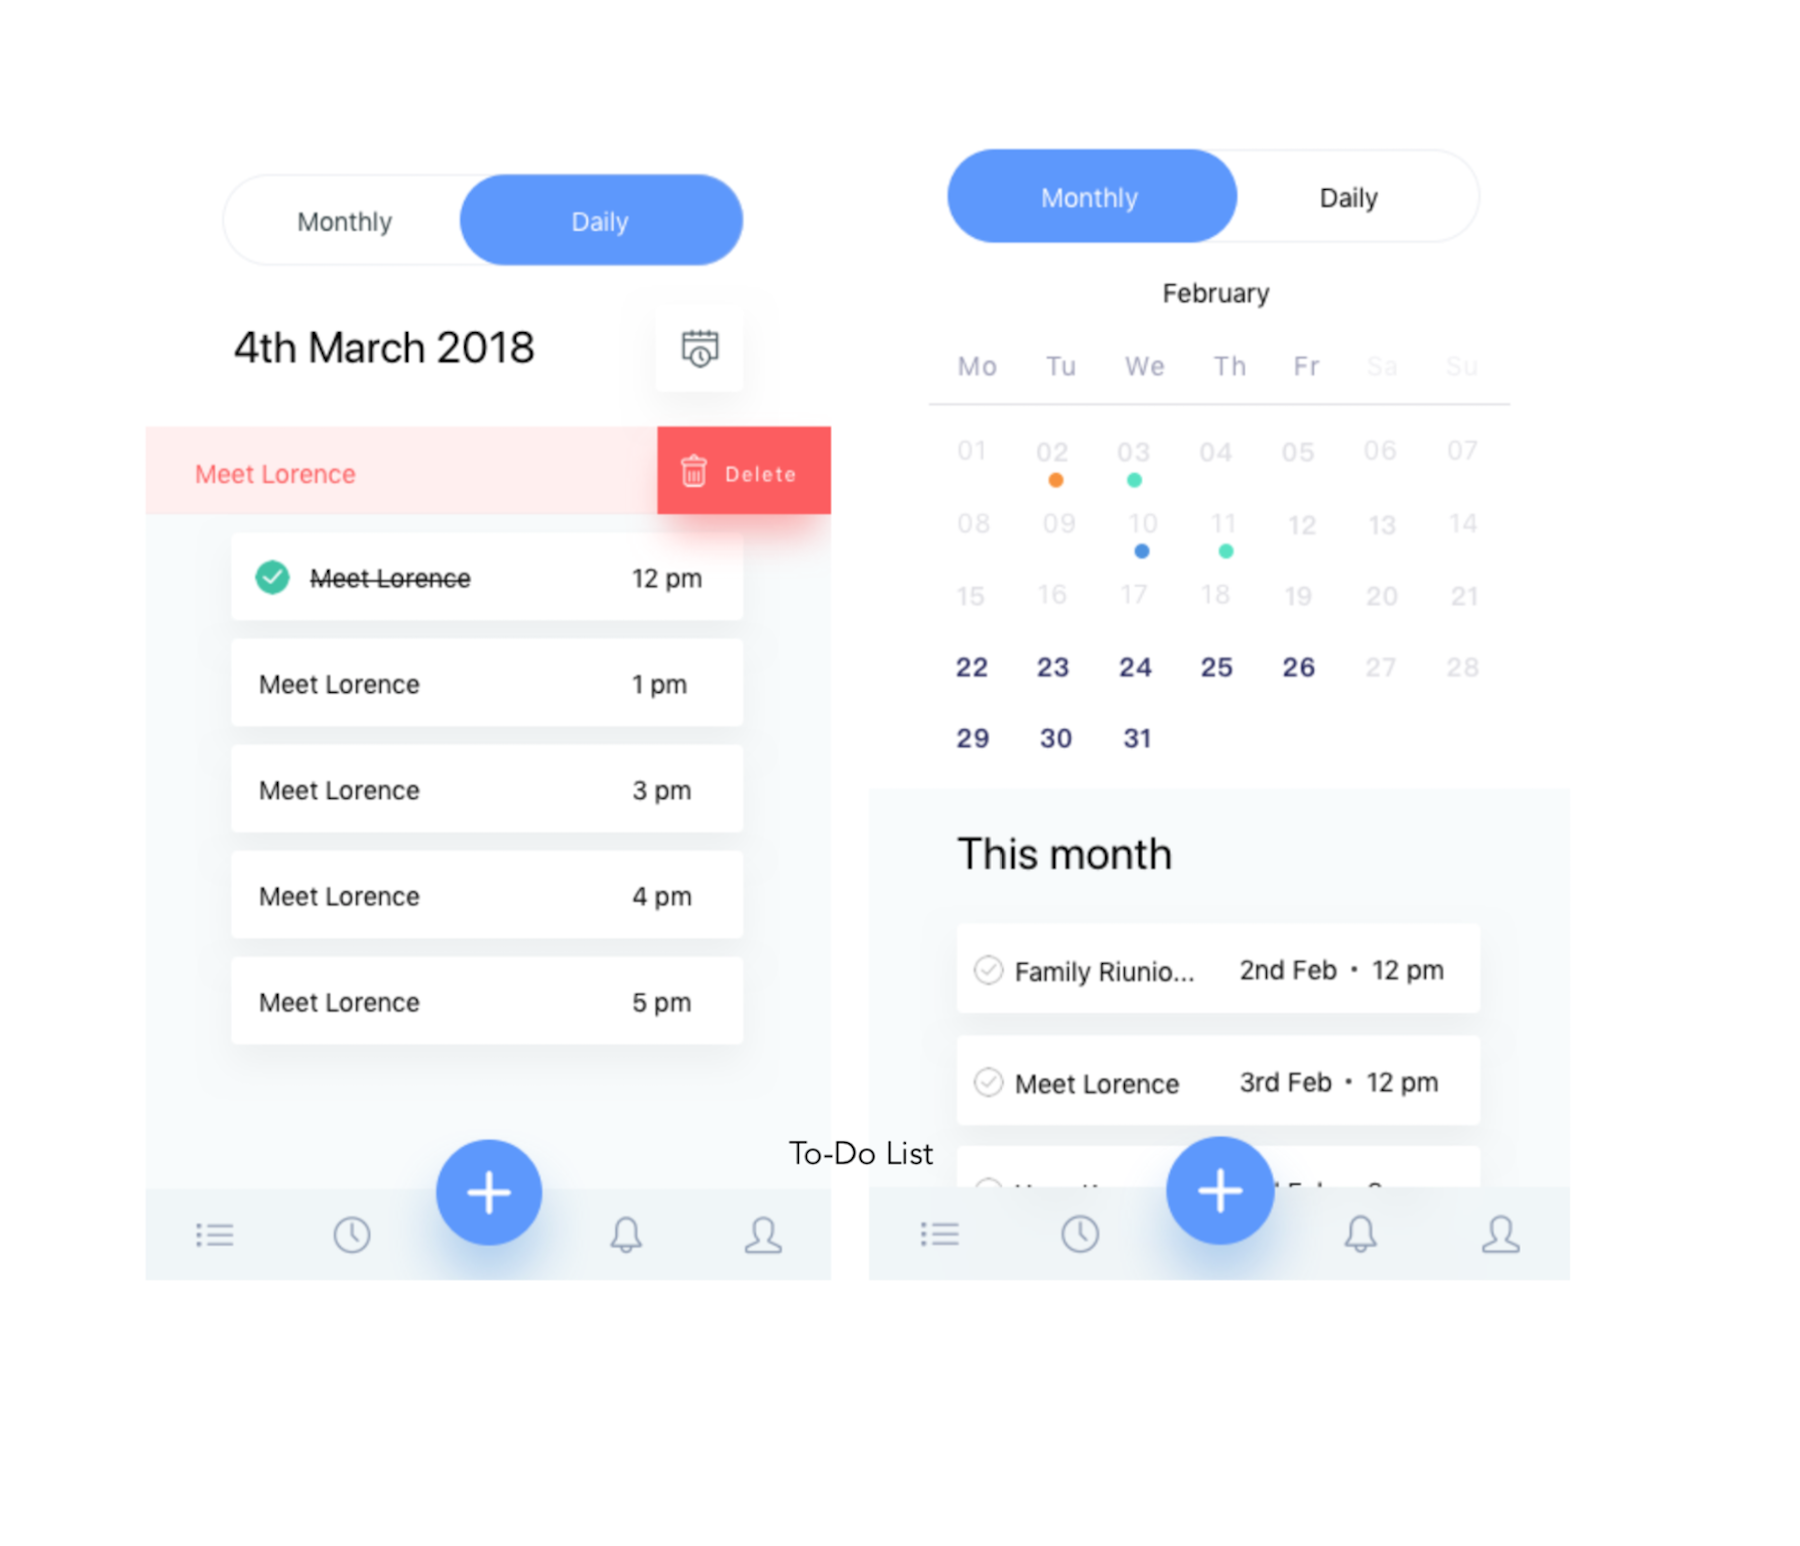 Monthly Daily
4th March 2018
Meet Lorence Delete
Meet Lorence 12 pm
Meet Lorence 1 pm
Meet Lorence 3 pm
Meet Lorence 4 pm
Meet Lorence 5 pm
Monthly Daily
February
Mo Tu We Th Fr Sa Su
01 02 03 04 05 06 07
08 09 10 11 12 13 14
15 16 17 18 19 20 21
22 23 24 25 26 27 28
29 30 31
This month
Family Riunio... 2nd Feb • 12 pm
Meet Lorence 3rd Feb • 12 pm
To-Do List